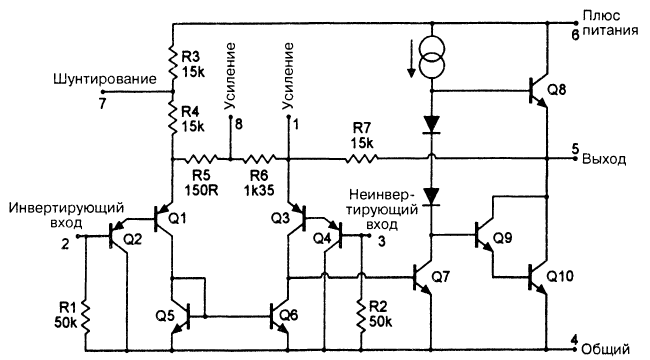 Плюс
питания
6
R3
15k
Шунтирование
7
R4
15k
Усиление
8
Усиление
1
R7
15k
Q8
5
Выход
R5
150R
R6
1k35
Инвертирующий
вход
2
Q2
Q1
Q3
Q4
Неинвер-
тирующий
вход
3
Q7
Q9
Q10
R1
50k
Q5
Q6
R2
50k
4
Общий